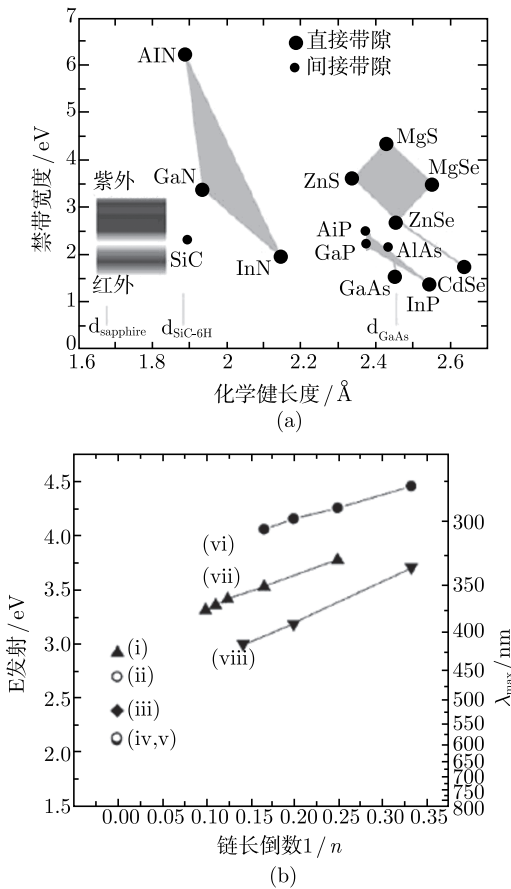 (a)
7
6
5
4
3
2
1
0
禁带宽度/eV
直接带隙
间接带隙
AIN
GaN
InN
SiC
紫外
红外
MgS
MgSe
ZnS
ZnSe
AiP
GaP
AlAs
GaAs
InP
CdSe
d_sapphire
d_SiC-6H
d_GaAs
1.6 1.8 2 2.2 2.4 2.6
化学健长度/Å
(a)
4.5
4.0
3.5
3.0
2.5
2.0
1.5
E发射/eV
(vi)
(vii)
(viii)
(i)
(ii)
(iii)
(iv,v)
300
350
400
450
500
550
600
650
700
750
800
λmax/nm
0.00 0.05 0.10 0.15 0.20 0.25 0.30 0.35
链长倒数1/n
(b)